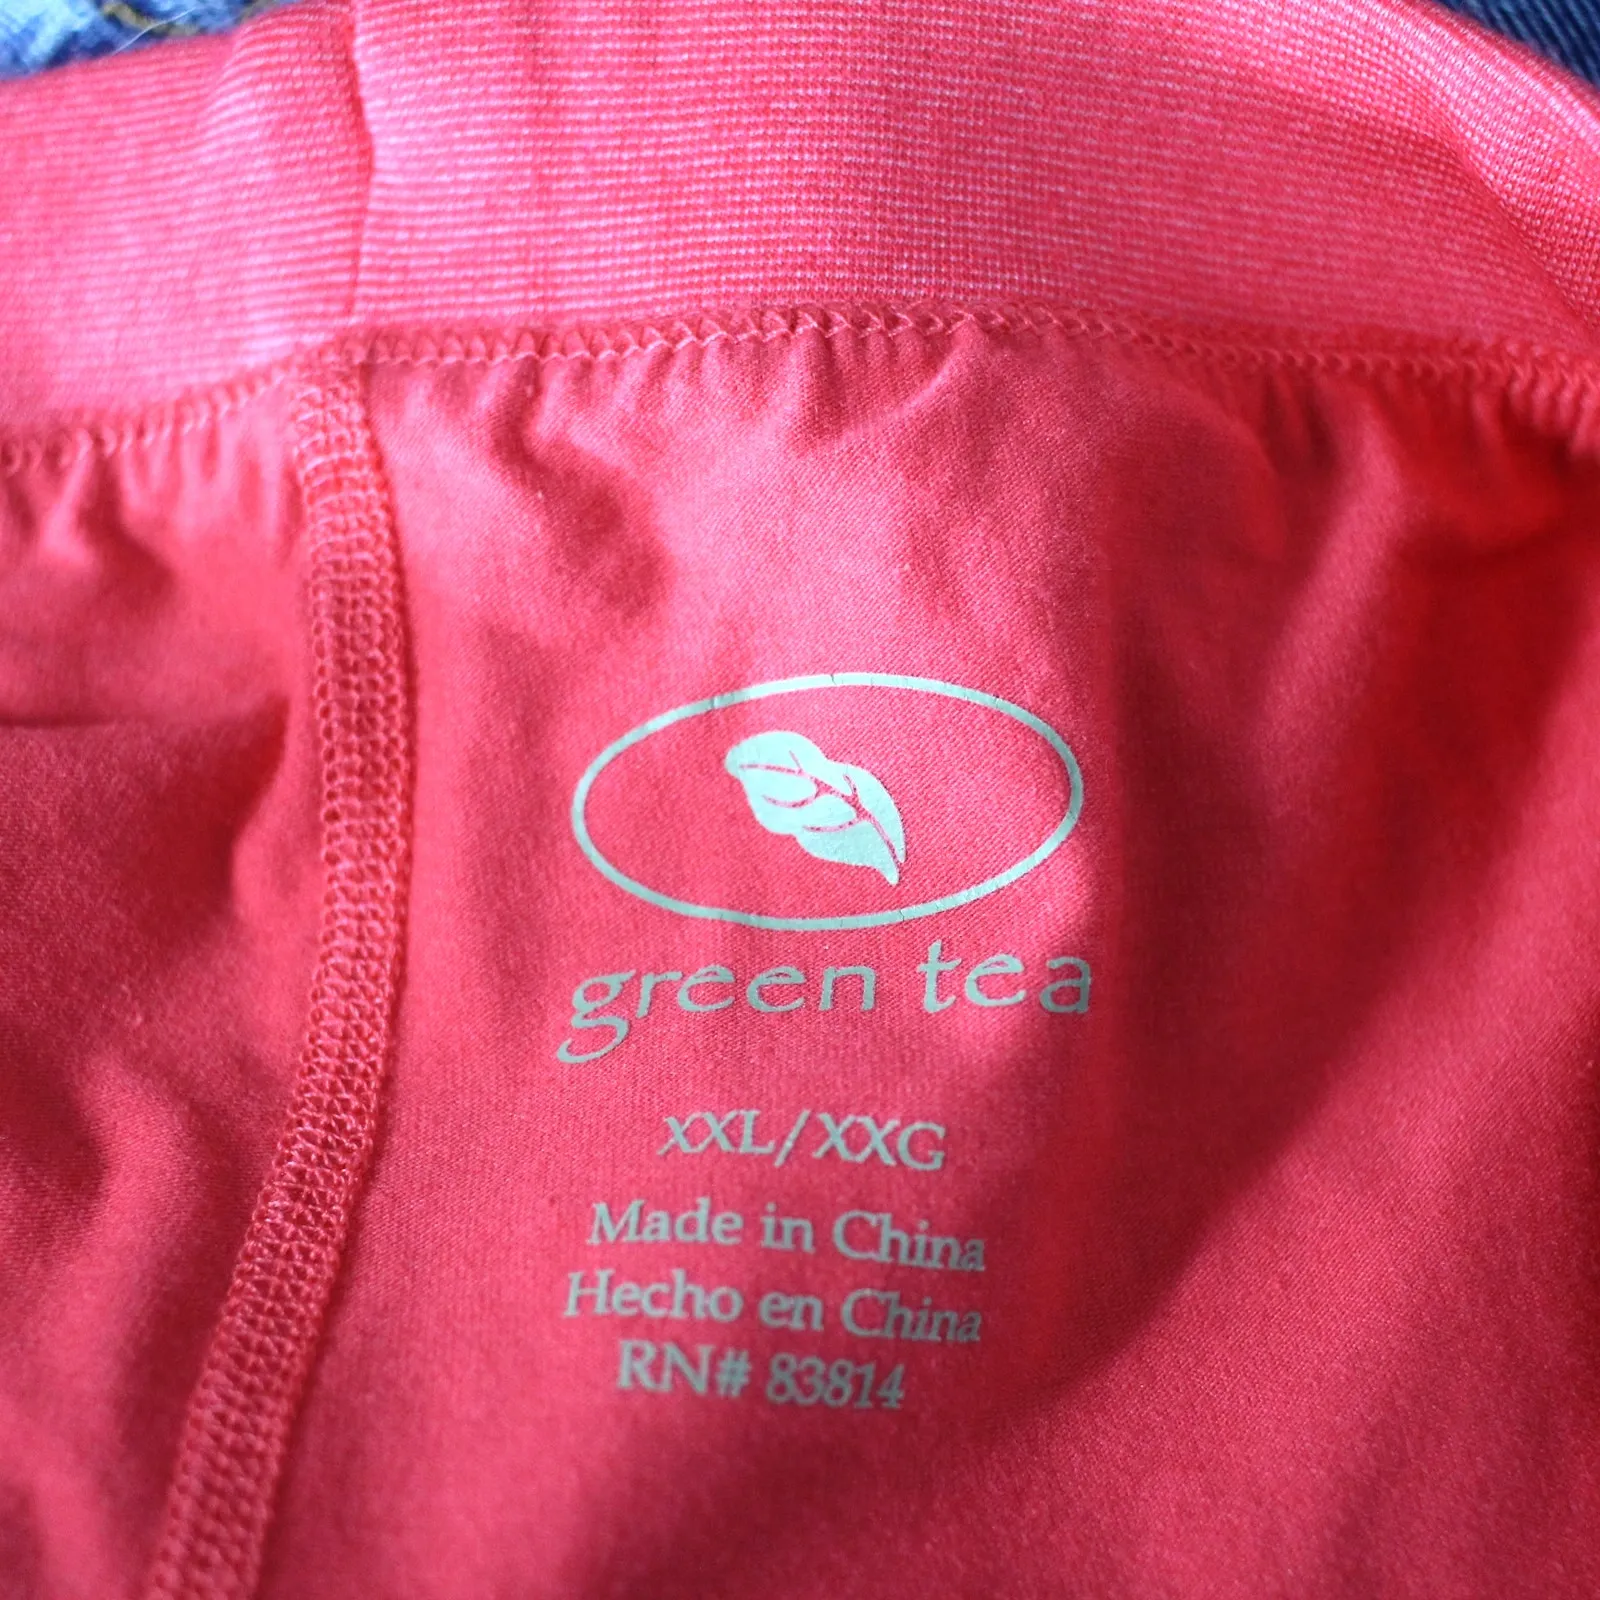 green tea
XXL/XXG
Made in China
Hecho en China
RN# 83814